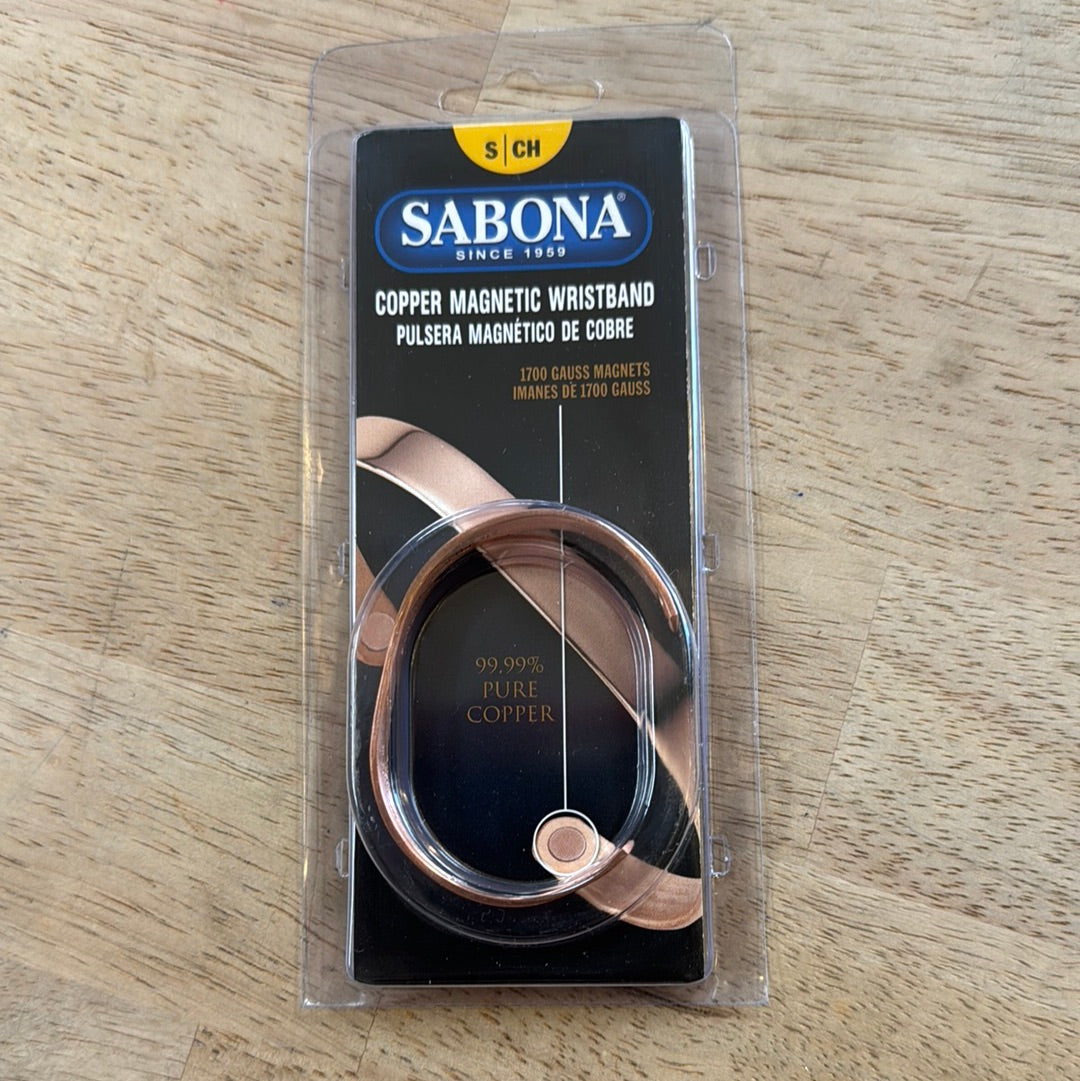 S | CH
SABONA®
SINCE 1959
COPPER MAGNETIC WRISTBAND
PULSERA MAGNÉTICO DE COBRE
1700 GAUSS MAGNETS
IMANES DE 1700 GAUSS
99.99%
PURE
COPPER